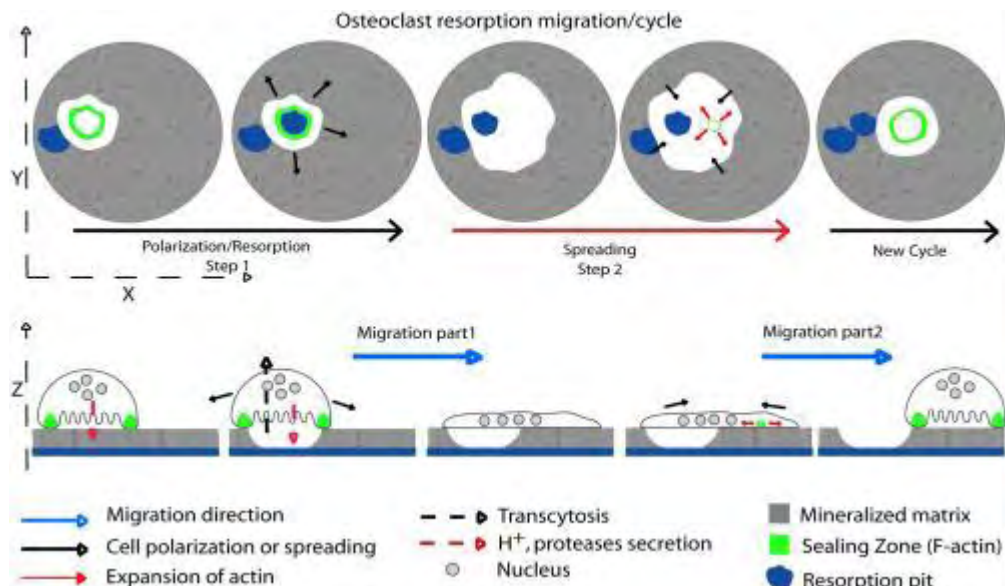 Osteoclast resorption migration/cycle
Y
Polarization/Resorption
Step 1
Spreading
Step 2
New Cycle
X
Migration part1
Migration part2
Z
Migration direction
Transcytosis
Mineralized matrix
Cell polarization or spreading
H+, proteases secretion
Sealing Zone (F-actin)
Expansion of actin
Nucleus
Resorption pit